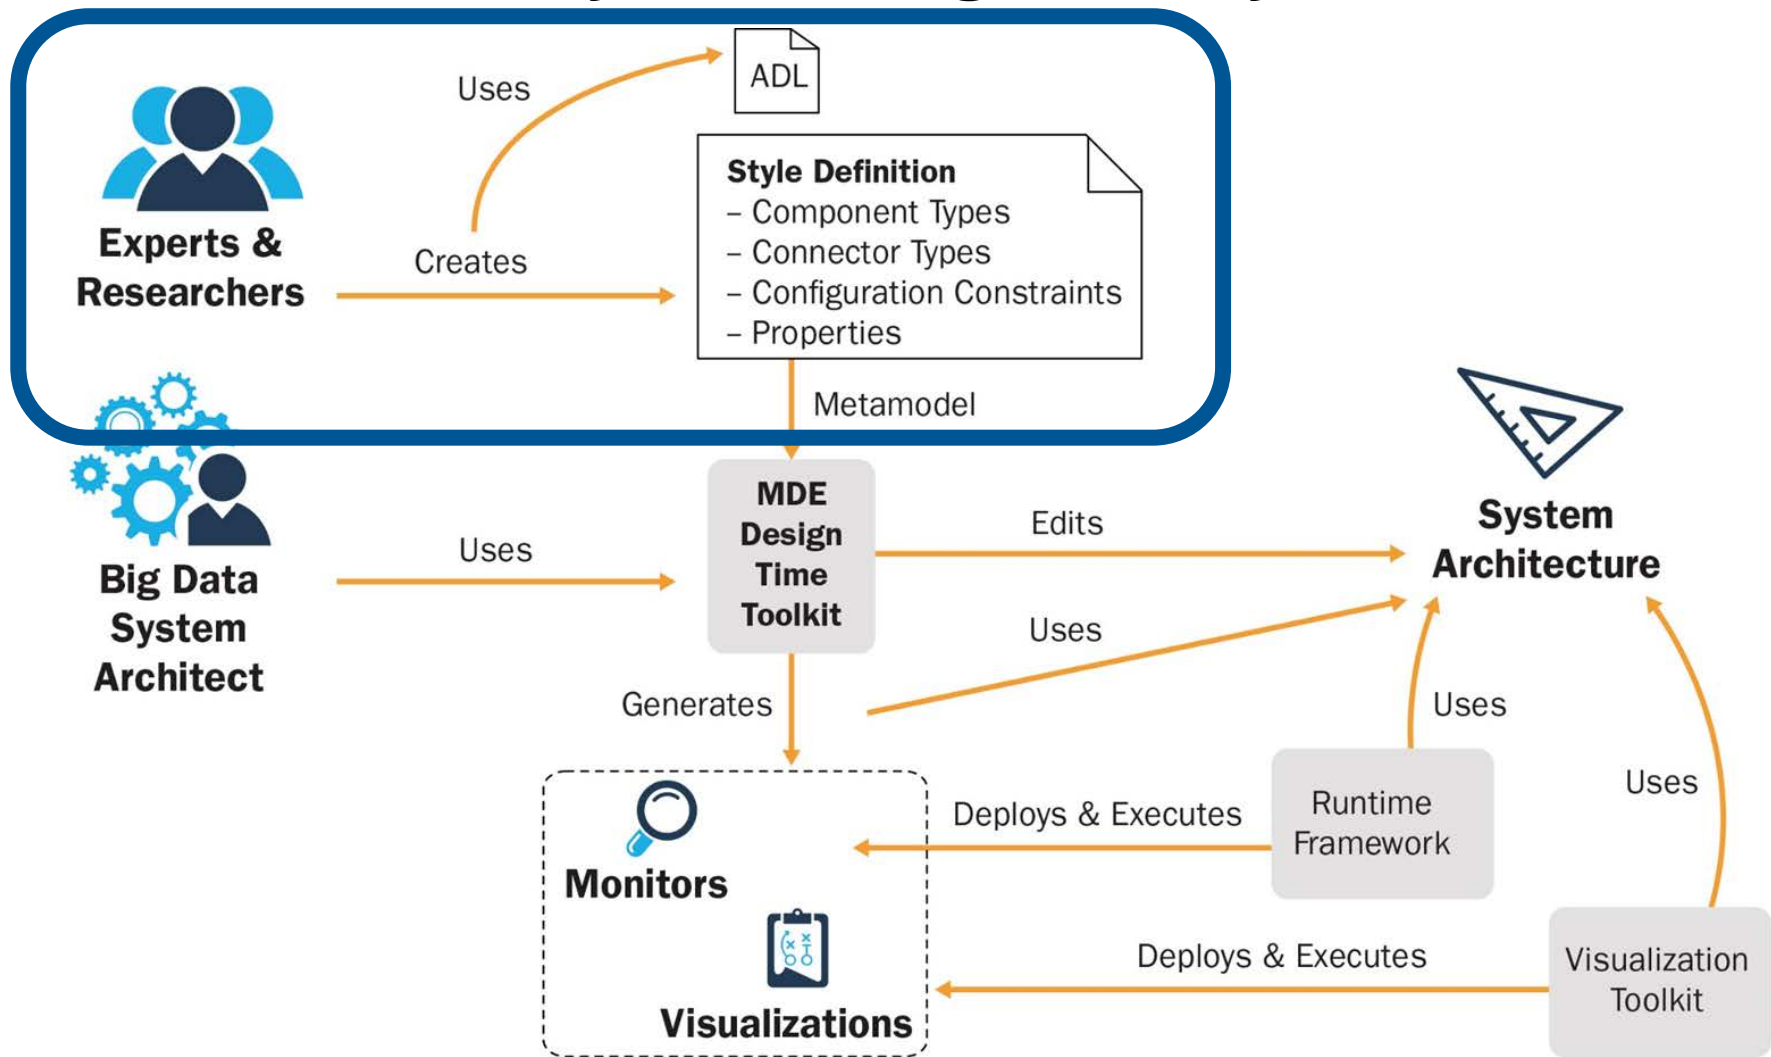 Uses
ADL
Experts &
Researchers
Creates
Style Definition
– Component Types
– Connector Types
– Configuration Constraints
– Properties
Metamodel
Big Data
System
Architect
Uses
MDE
Design
Time
Toolkit
Edits
System
Architecture
Uses
Generates
Uses
Uses
Monitors
Visualizations
Deploys & Executes
Runtime
Framework
Deploys & Executes
Visualization
Toolkit